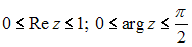 0 ≤ Re z ≤ 1; 0 ≤ arg z ≤ π/2